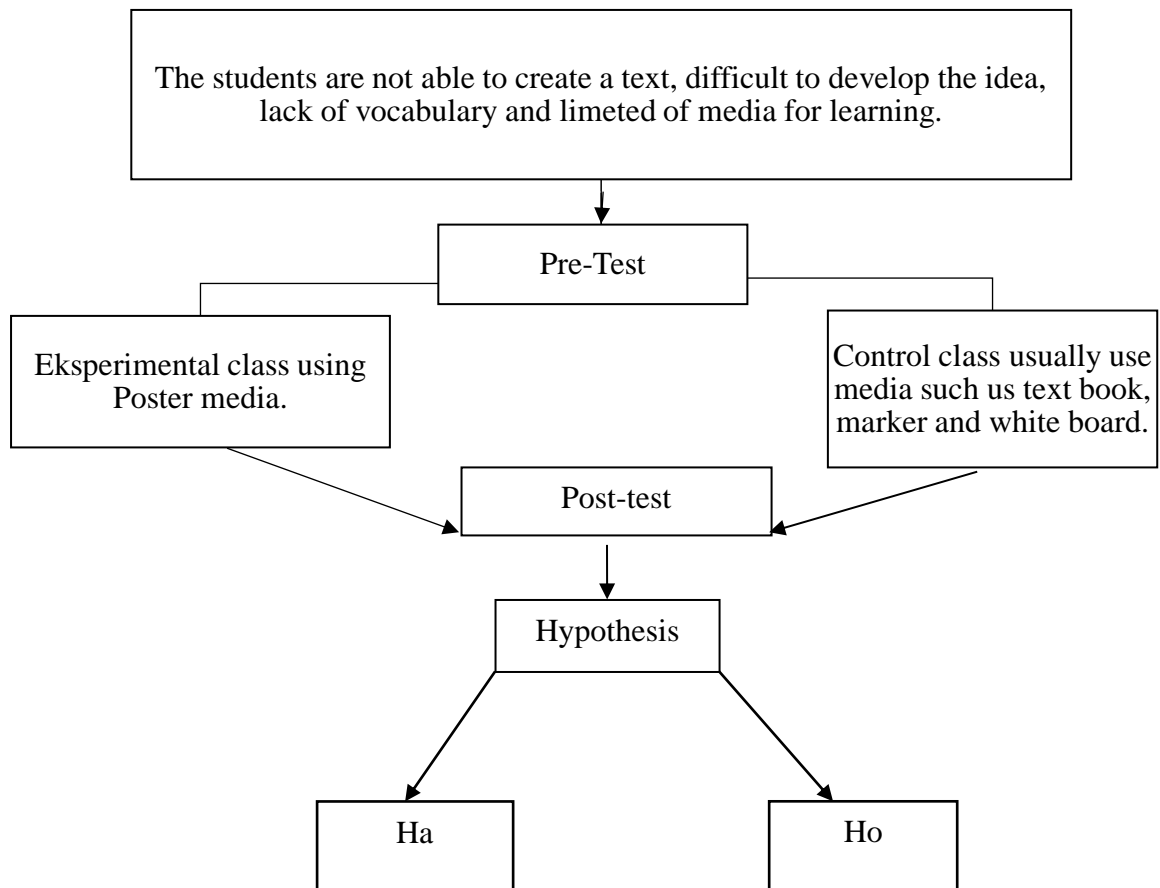 The students are not able to create a text, difficult to develop the idea,
lack of vocabulary and limeted of media for learning.
Pre-Test
Eksperimental class using
Poster media.
Control class usually use
media such us text book,
marker and white board.
Post-test
Hypothesis
Ha
Ho